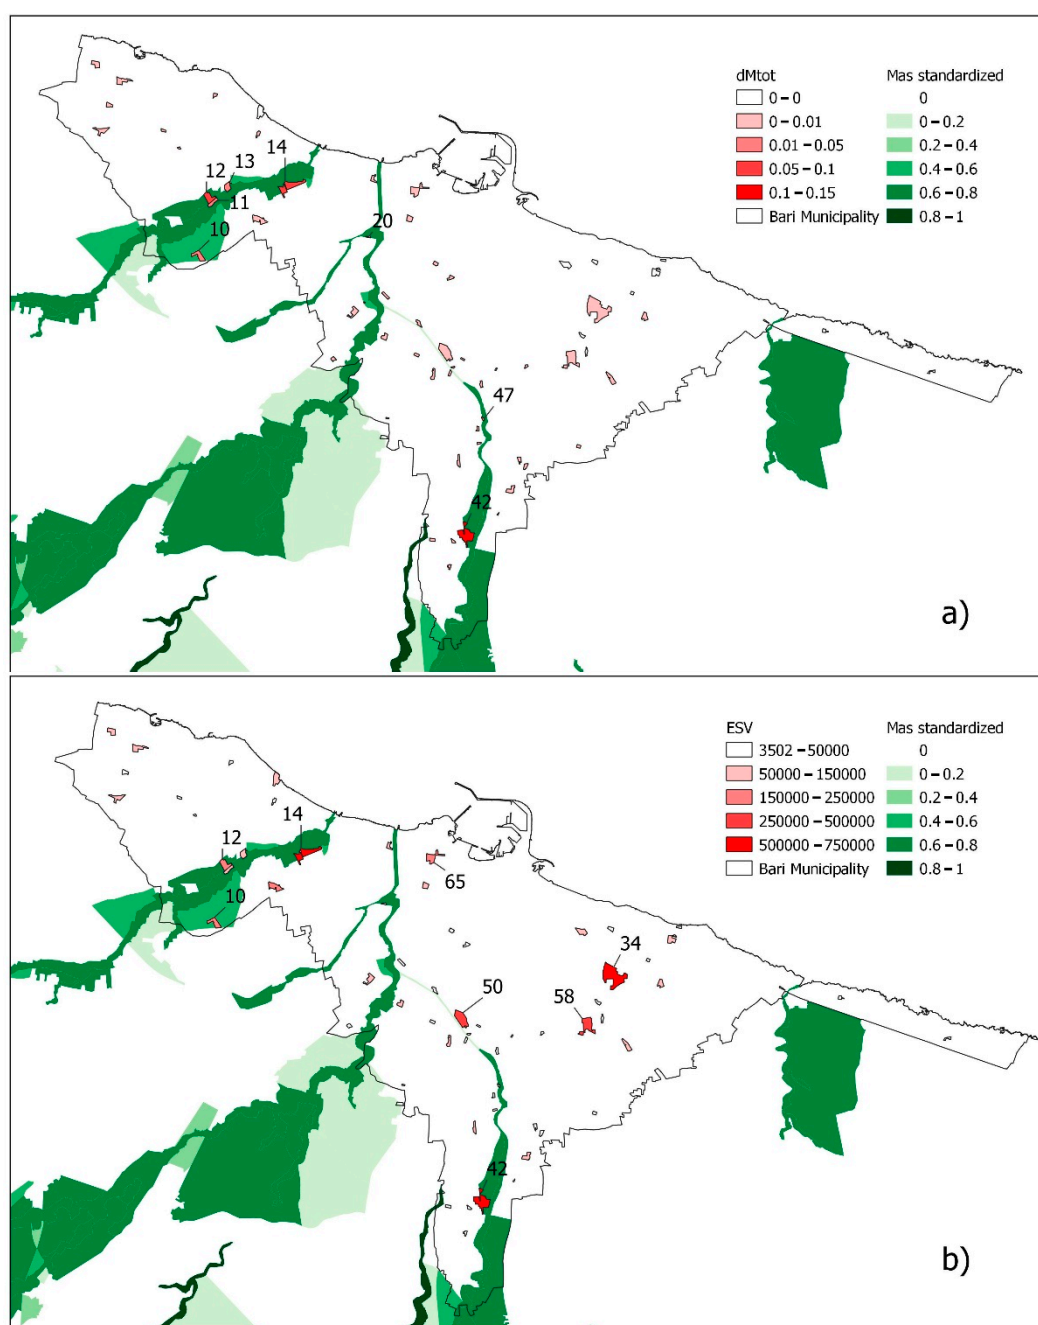 dMtot Mas standardized
0 – 0 0
0 – 0.01 0 – 0.2
0.01 – 0.05 0.2 – 0.4
0.05 – 0.1 0.4 – 0.6
0.1 – 0.15 0.6 – 0.8
Bari Municipality 0.8 – 1
14
13
12
11
20
10
47
42
a)
ESV Mas standardized
3502 – 50000 0
50000 – 150000 0 – 0.2
150000 – 250000 0.2 – 0.4
250000 – 500000 0.4 – 0.6
500000 – 750000 0.6 – 0.8
Bari Municipality 0.8 – 1
14
12
65
10
34
50
58
42
b)